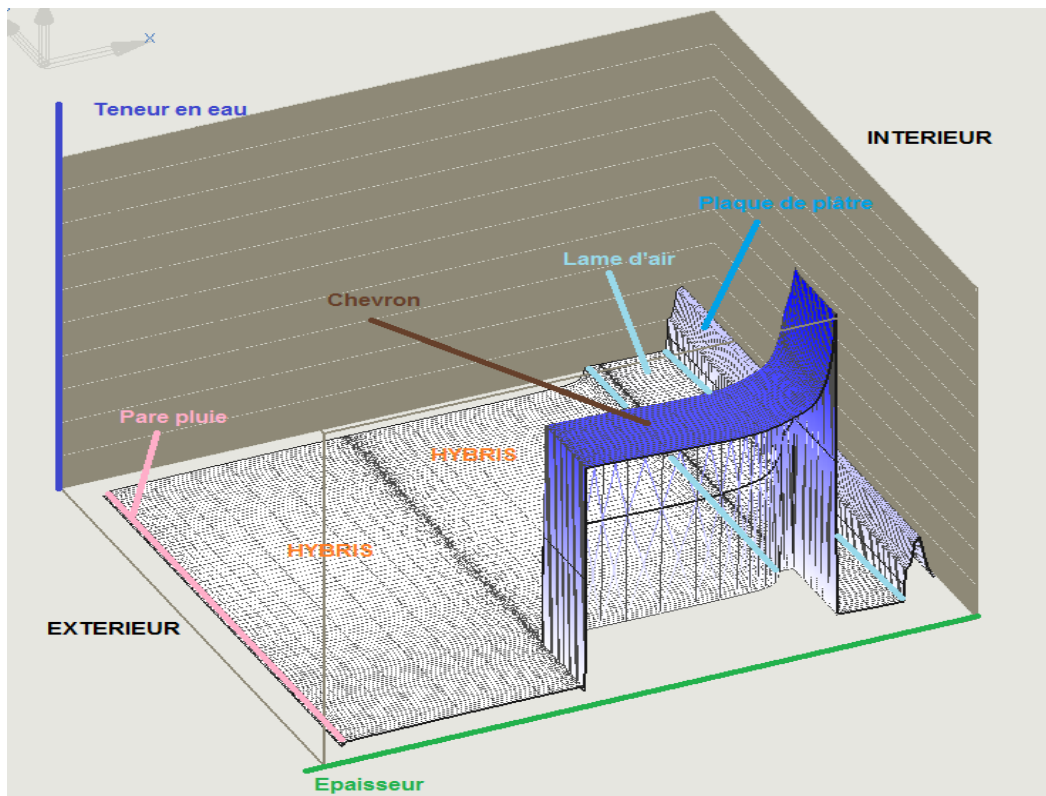 X
Teneur en eau
INTERIEUR
Plaque de plâtre
Lame d'air
Chevron
Pare pluie
HYBRIS
HYBRIS
EXTERIEUR
Epaisseur